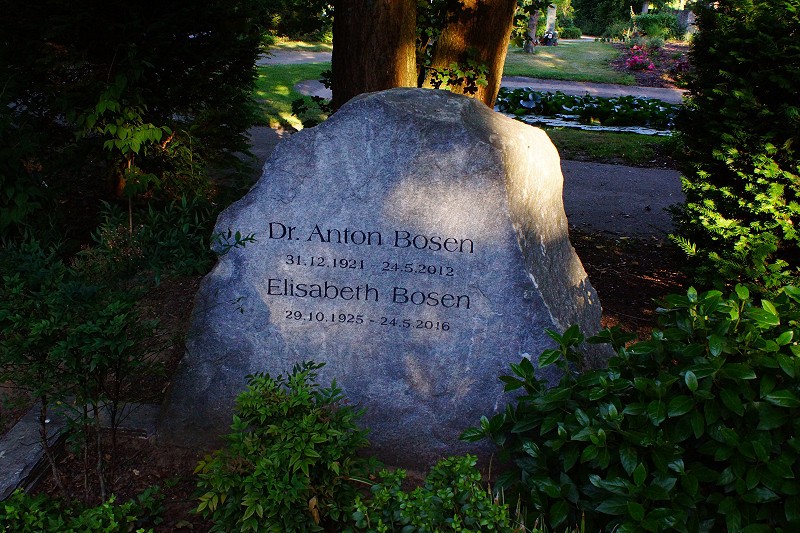 Dr. Anton Bosen
31.12.1921 - 24.5.2012
Elisabeth Bosen
29.10.1925 - 24.5.2016